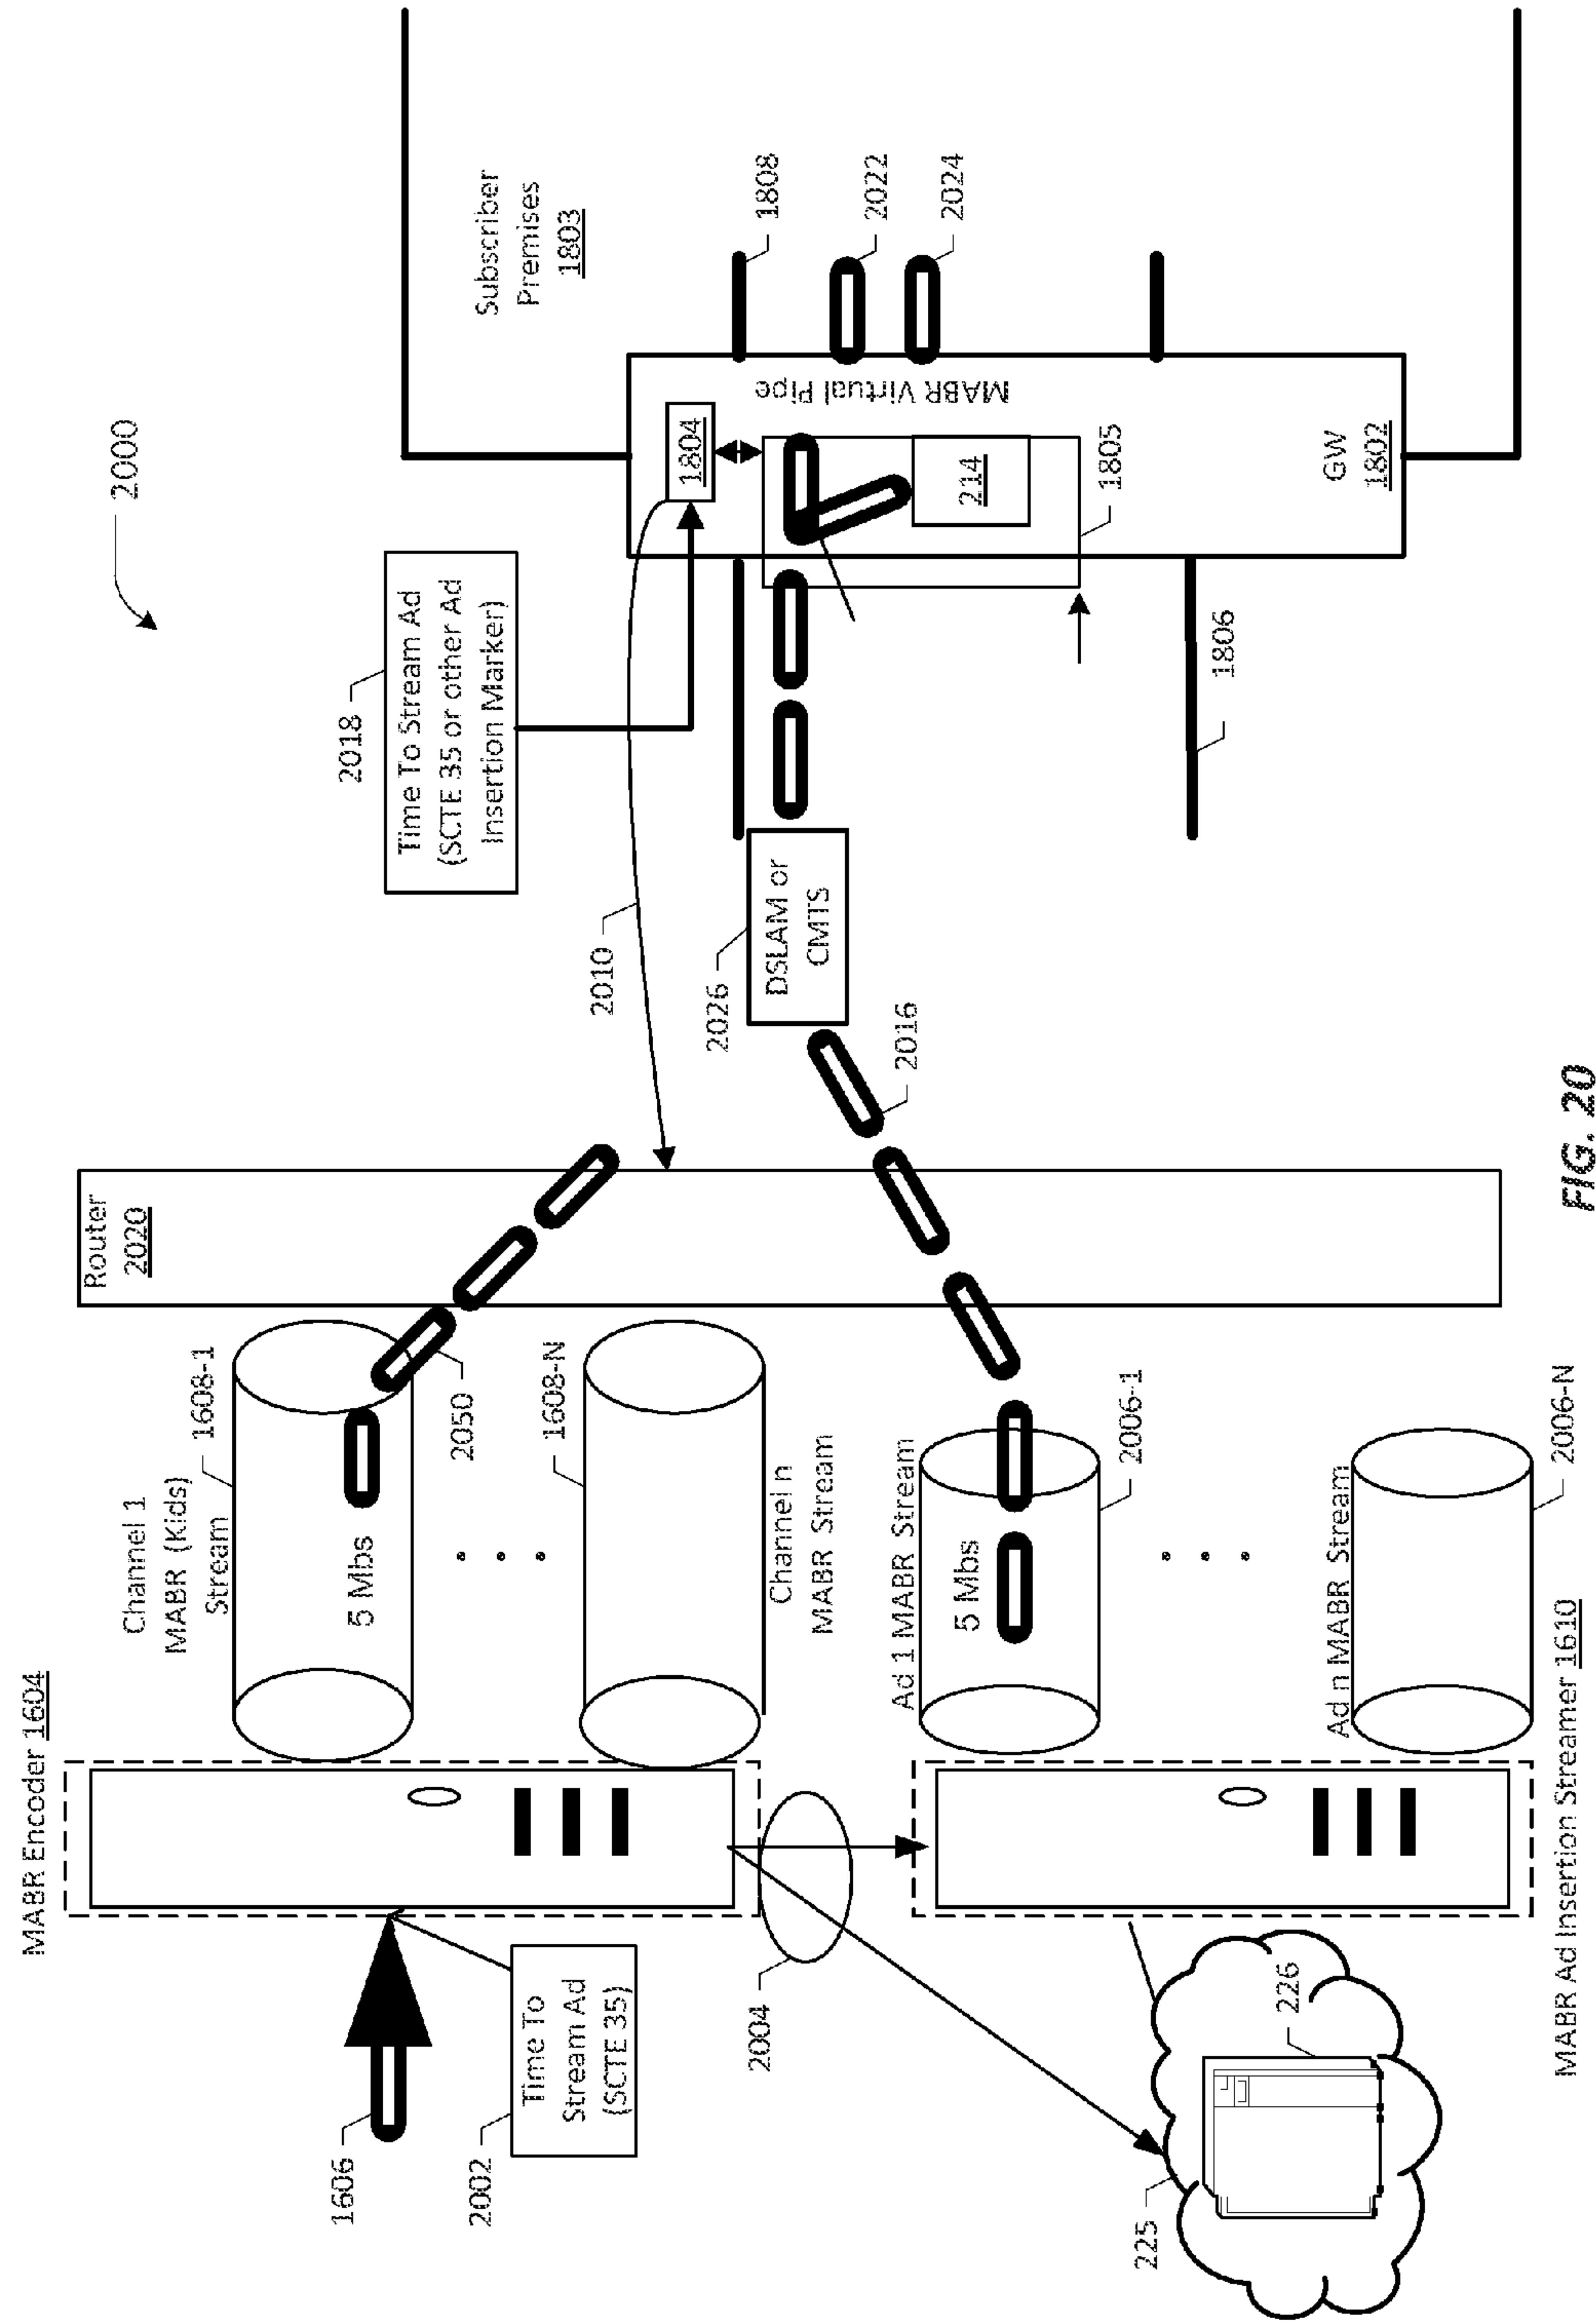 2000
MABR Encoder 1604
1606
2002
Time To
Stream Ad
(SCTE 35)
2004
225
226
MABR Ad Insertion Streamer 1610
Channel 1
MABR (Kids)
Stream
1608-1
5 Mbs
2050
1608-N
Channel n
MABR Stream
Ad 1 MABR Stream
5 Mbs
2006-1
Ad n MABR Stream
2006-N
Router
2020
2010
2016
2026
DSLAM or
CMTS
2018
Time To Stream Ad
(SCTE 35 or other Ad
Insertion Marker)
1804
214
1805
1806
MABR Virtual Pipe
GW
1802
Subscriber
Premises
1803
1808
2022
2024
FIG. 20